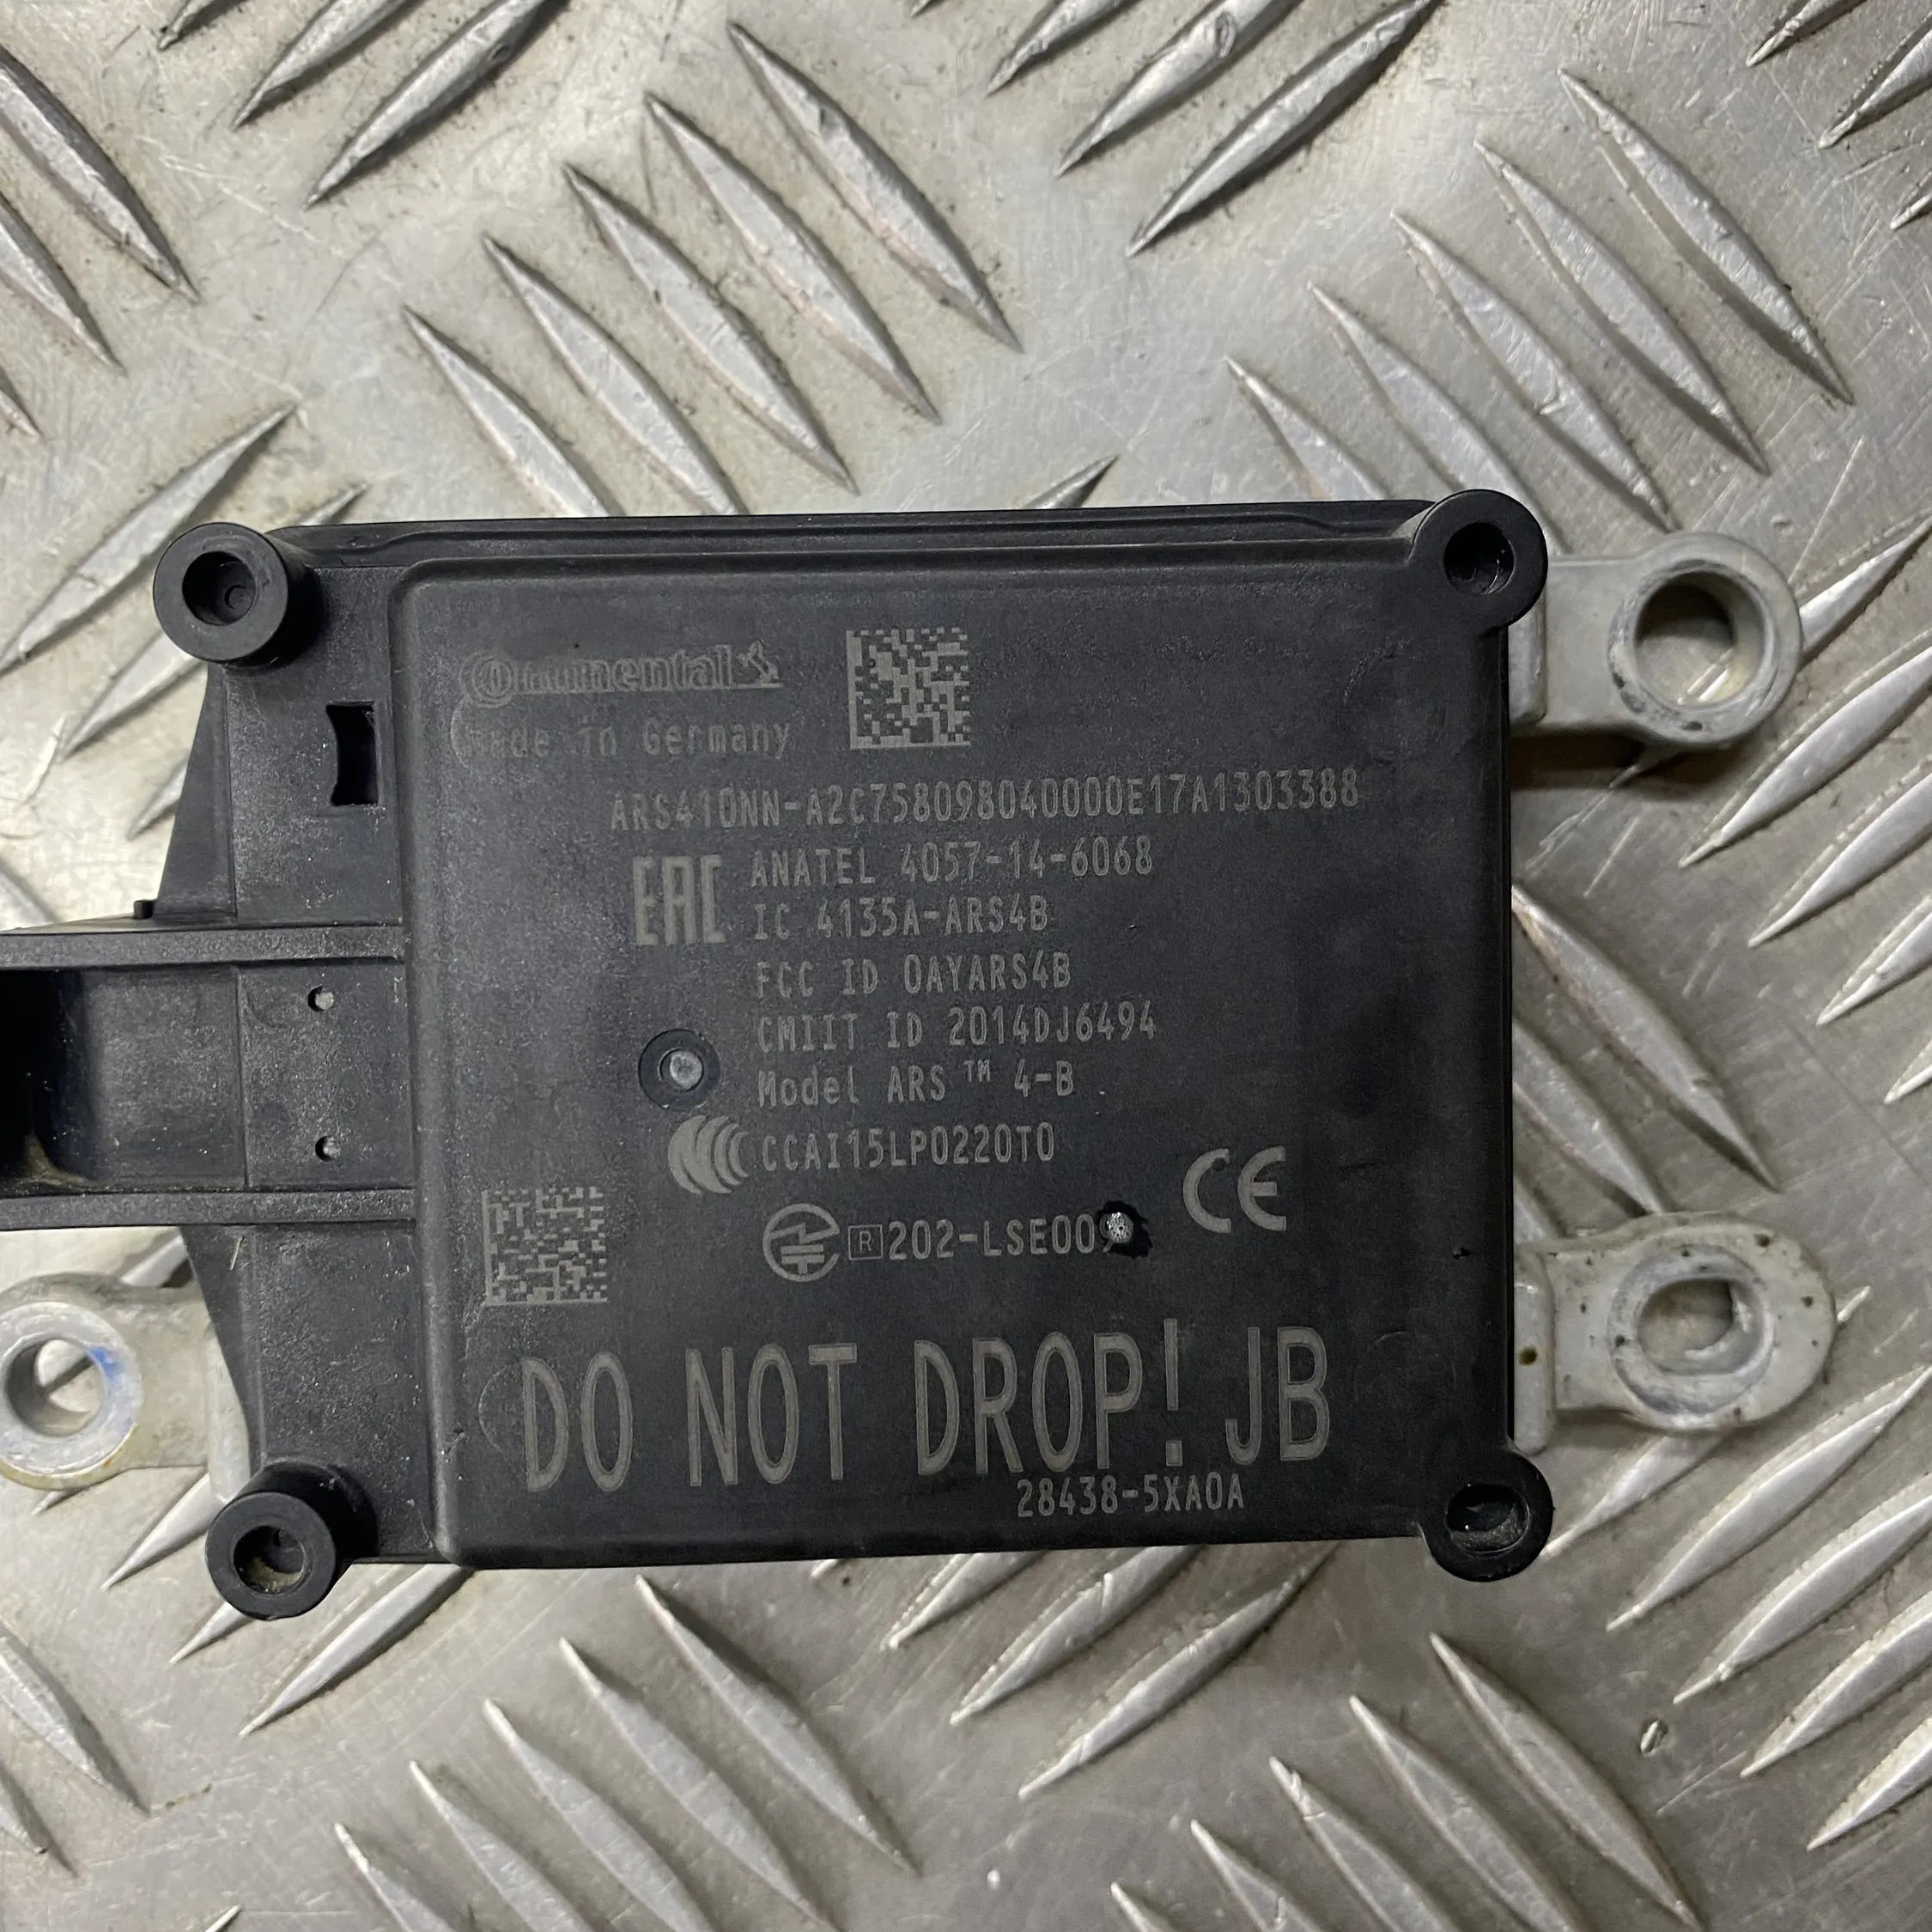 Continental
Made in Germany
ARS410NN-A2C758098040000E17A1303388
EAC
ANATEL 4057-14-6068
IC 4135A-ARS4B
FCC ID OAYARS4B
CMIIT ID 2014DJ6494
Model ARS™ 4-B
CCAI15LP0220T0
CE
R 202-LSE009
DO NOT DROP! JB
28438-5XA0A